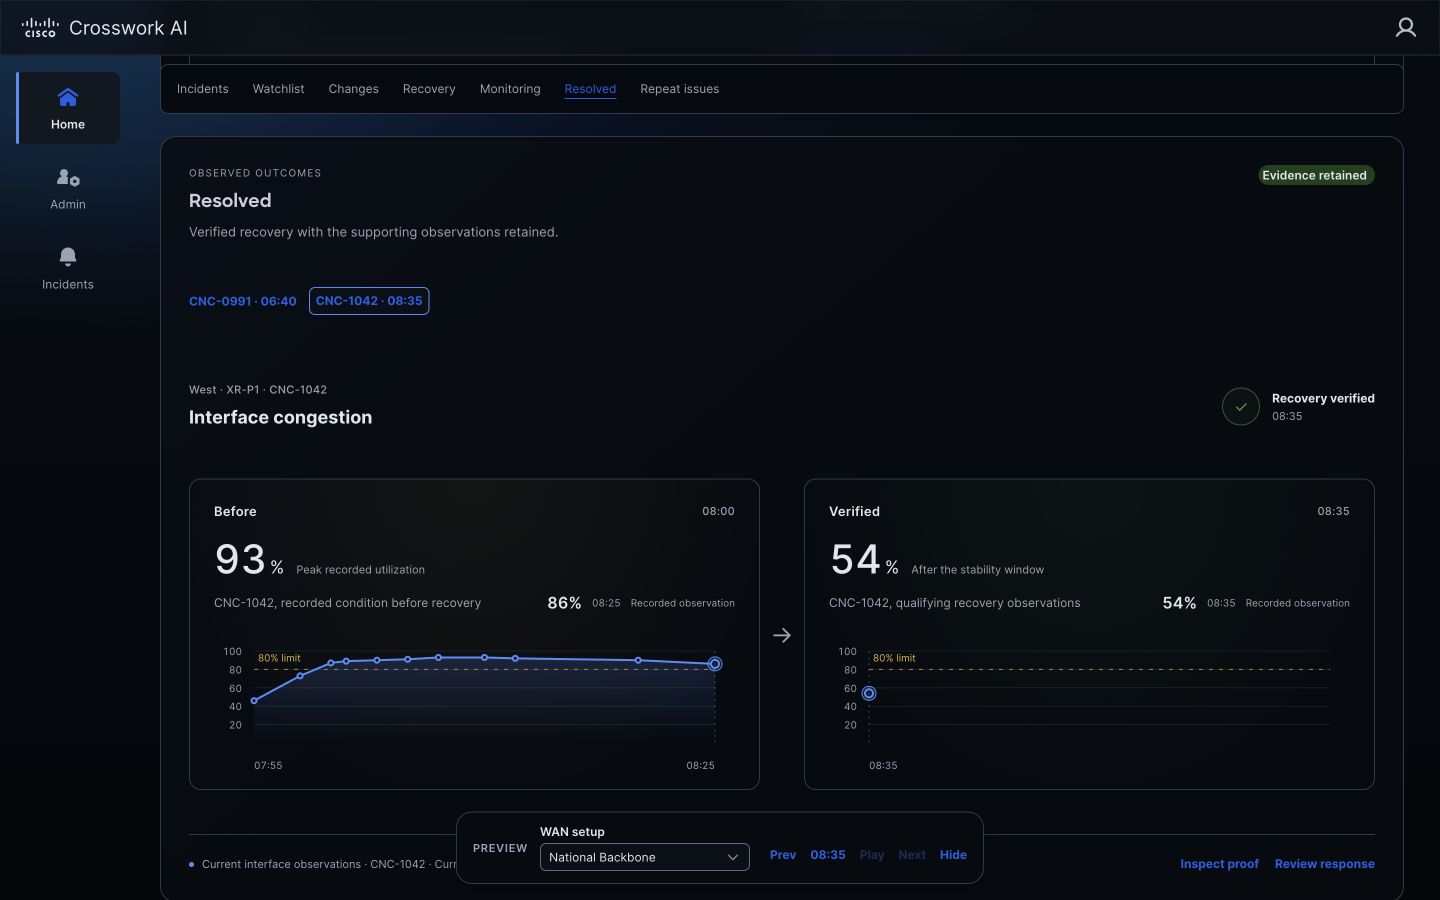 CISCO Crosswork AI
Home
Admin
Incidents
Incidents Watchlist Changes Recovery Monitoring Resolved Repeat issues
OBSERVED OUTCOMES
Evidence retained
Resolved
Verified recovery with the supporting observations retained.
CNC-0991 · 06:40 CNC-1042 · 08:35
West · XR-P1 · CNC-1042
Interface congestion
Recovery verified
08:35
Before 08:00
93 % Peak recorded utilization
CNC-1042, recorded condition before recovery 86% 08:25 Recorded observation
100
80% limit
80
60
40
20
07:55 08:25
Verified 08:35
54 % After the stability window
CNC-1042, qualifying recovery observations 54% 08:35 Recorded observation
100
80% limit
80
60
40
20
08:35
PREVIEW
WAN setup
National Backbone
Prev 08:35 Play Next Hide
Current interface observations · CNC-1042 ·
Inspect proof Review response